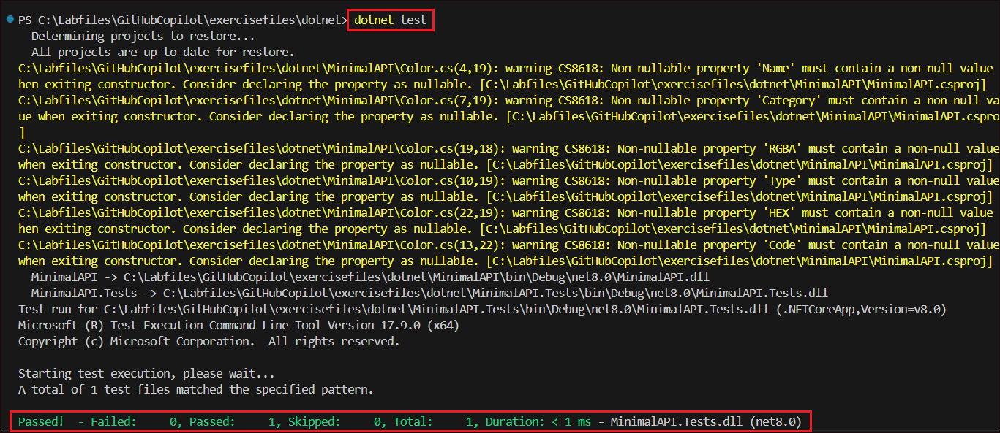 PS C:\Labfiles\GitHubCopilot\exercisefiles\dotnet> dotnet test
Determining projects to restore...
All projects are up-to-date for restore.
C:\Labfiles\GitHubCopilot\exercisefiles\dotnet\MinimalAPI\Color.cs(4,19): warning CS8618: Non-nullable property 'Name' must contain a non-null value
hen exiting constructor. Consider declaring the property as nullable. [C:\Labfiles\GitHubCopilot\exercisefiles\dotnet\MinimalAPI\MinimalAPI.csproj]
C:\Labfiles\GitHubCopilot\exercisefiles\dotnet\MinimalAPI\Color.cs(7,19): warning CS8618: Non-nullable property 'Category' must contain a non-null va
ue when exiting constructor. Consider declaring the property as nullable. [C:\Labfiles\GitHubCopilot\exercisefiles\dotnet\MinimalAPI\MinimalAPI.cspro
]
C:\Labfiles\GitHubCopilot\exercisefiles\dotnet\MinimalAPI\Color.cs(19,18): warning CS8618: Non-nullable property 'RGBA' must contain a non-null value
when exiting constructor. Consider declaring the property as nullable. [C:\Labfiles\GitHubCopilot\exercisefiles\dotnet\MinimalAPI\MinimalAPI.csproj]
C:\Labfiles\GitHubCopilot\exercisefiles\dotnet\MinimalAPI\Color.cs(10,19): warning CS8618: Non-nullable property 'Type' must contain a non-null value
when exiting constructor. Consider declaring the property as nullable. [C:\Labfiles\GitHubCopilot\exercisefiles\dotnet\MinimalAPI\MinimalAPI.csproj]
C:\Labfiles\GitHubCopilot\exercisefiles\dotnet\MinimalAPI\Color.cs(22,19): warning CS8618: Non-nullable property 'HEX' must contain a non-null value
hen exiting constructor. Consider declaring the property as nullable. [C:\Labfiles\GitHubCopilot\exercisefiles\dotnet\MinimalAPI\MinimalAPI.csproj]
C:\Labfiles\GitHubCopilot\exercisefiles\dotnet\MinimalAPI\Color.cs(13,22): warning CS8618: Non-nullable property 'Code' must contain a non-null value
when exiting constructor. Consider declaring the property as nullable. [C:\Labfiles\GitHubCopilot\exercisefiles\dotnet\MinimalAPI\MinimalAPI.csproj]
MinimalAPI -> C:\Labfiles\GitHubCopilot\exercisefiles\dotnet\MinimalAPI\bin\Debug\net8.0\MinimalAPI.dll
MinimalAPI.Tests -> C:\Labfiles\GitHubCopilot\exercisefiles\dotnet\MinimalAPI.Tests\bin\Debug\net8.0\MinimalAPI.Tests.dll
Test run for C:\Labfiles\GitHubCopilot\exercisefiles\dotnet\MinimalAPI.Tests\bin\Debug\net8.0\MinimalAPI.Tests.dll (.NETCoreApp,Version=v8.0)
Microsoft (R) Test Execution Command Line Tool Version 17.9.0 (x64)
Copyright (c) Microsoft Corporation.  All rights reserved.
Starting test execution, please wait...
A total of 1 test files matched the specified pattern.
Passed!  - Failed:     0, Passed:     1, Skipped:     0, Total:     1, Duration: < 1 ms - MinimalAPI.Tests.dll (net8.0)